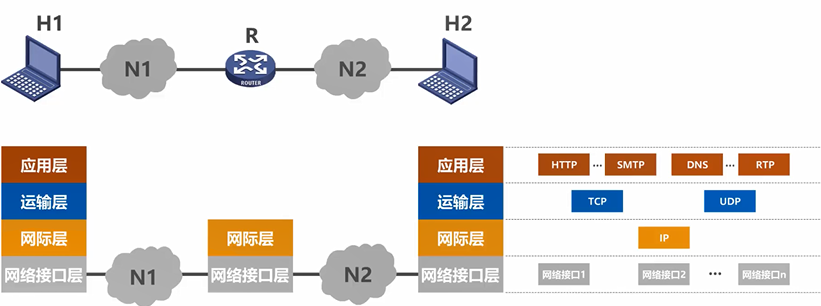 H1
R
H2
N1
ROUTER
N2
应用层
应用层
HTTP ... SMTP
DNS ... RTP
运输层
运输层
TCP
UDP
网际层
网际层
网际层
IP
网络接口层
N1
网络接口层
N2
网络接口层
网络接口1
网络接口2
...
网络接口n